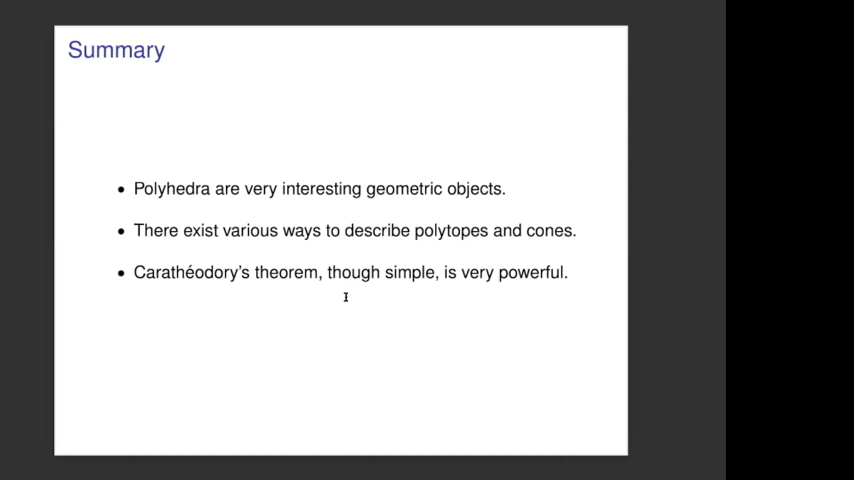 Summary
• Polyhedra are very interesting geometric objects.
• There exist various ways to describe polytopes and cones.
• Carathéodory's theorem, though simple, is very powerful.